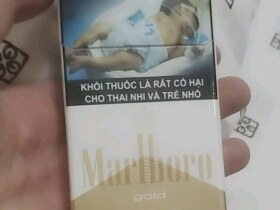 KHÓI THUỐC LÁ RẤT CÓ HẠI
CHO THAI NHI VÀ TRẺ NHỎ
Marlboro
gold